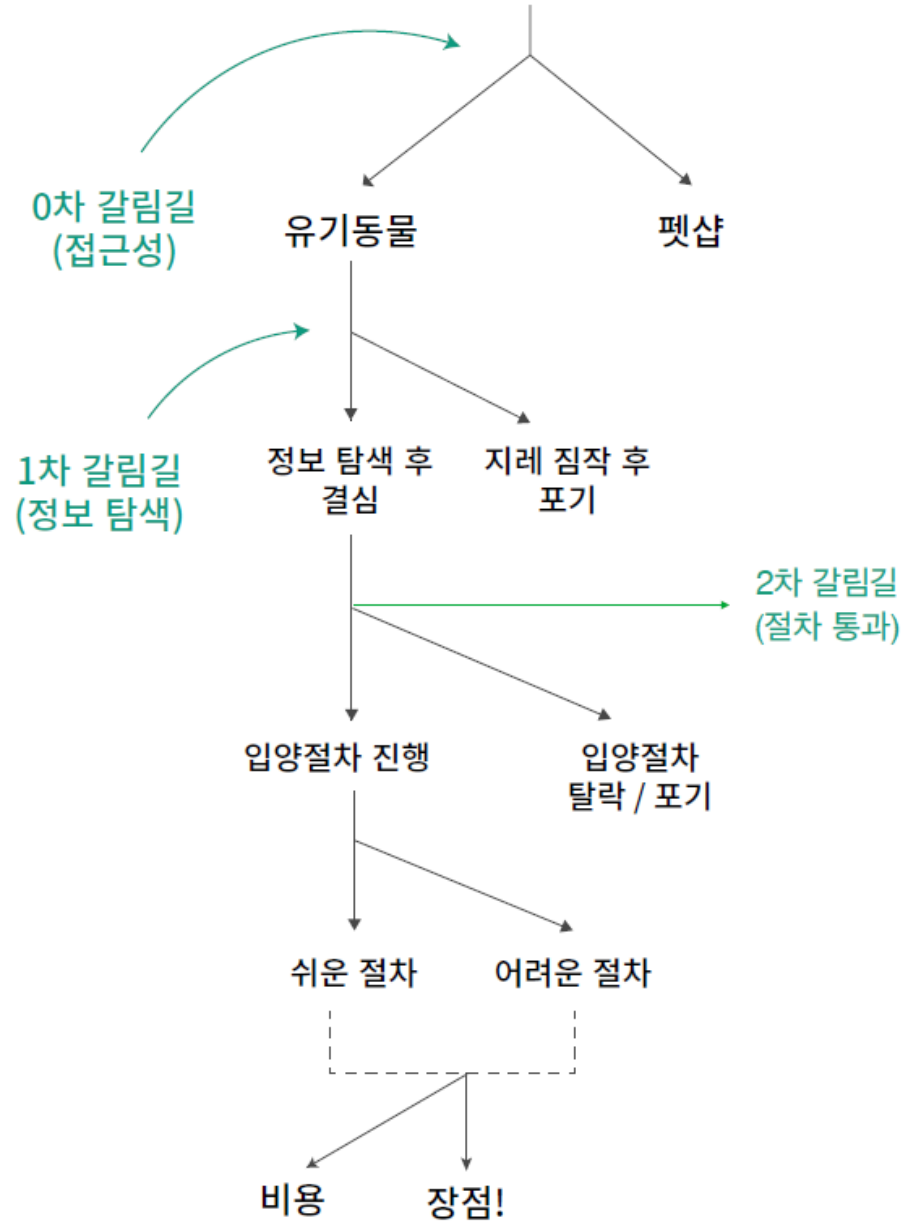 0차 갈림길
(접근성)
유기동물
펫샵
1차 갈림길
(정보 탐색)
정보 탐색 후
결심
지레 짐작 후
포기
2차 갈림길
(절차 통과)
입양절차 진행
입양절차
탈락 / 포기
쉬운 절차
어려운 절차
비용
장점!